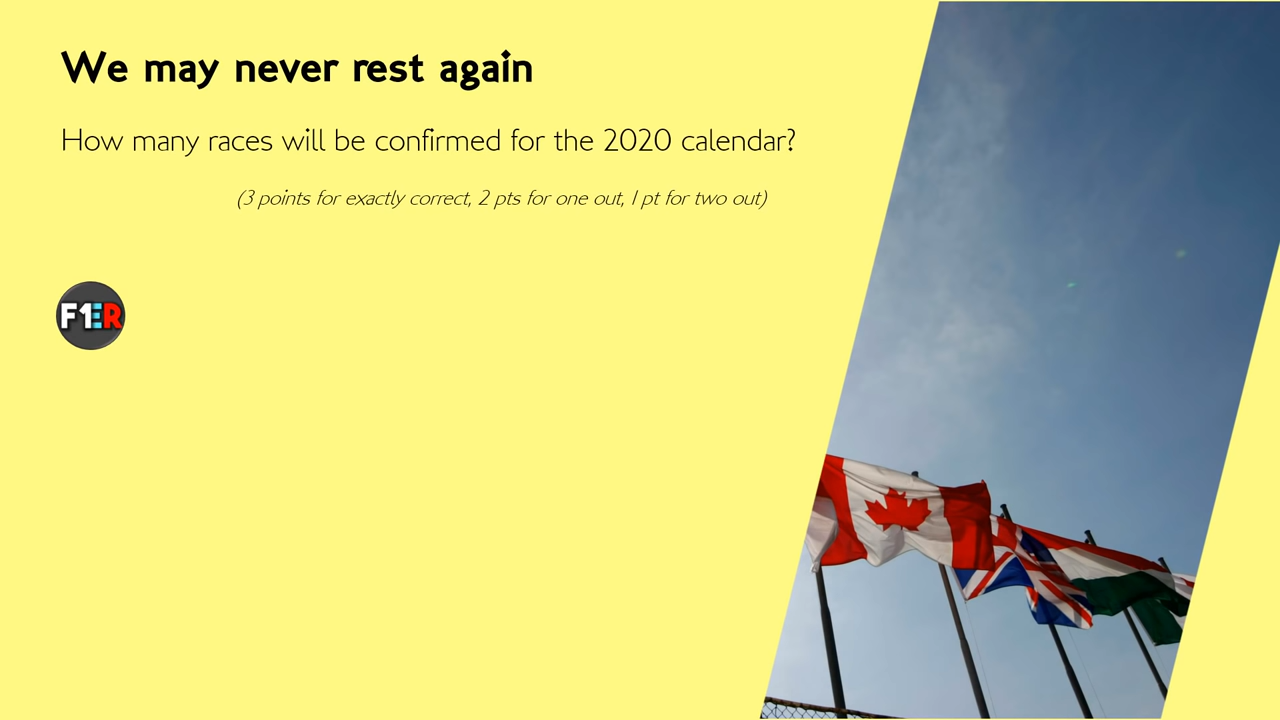 We may never rest again
How many races will be confirmed for the 2020 calendar?
(3 points for exactly correct, 2 pts for one out, 1 pt for two out)
F1ER